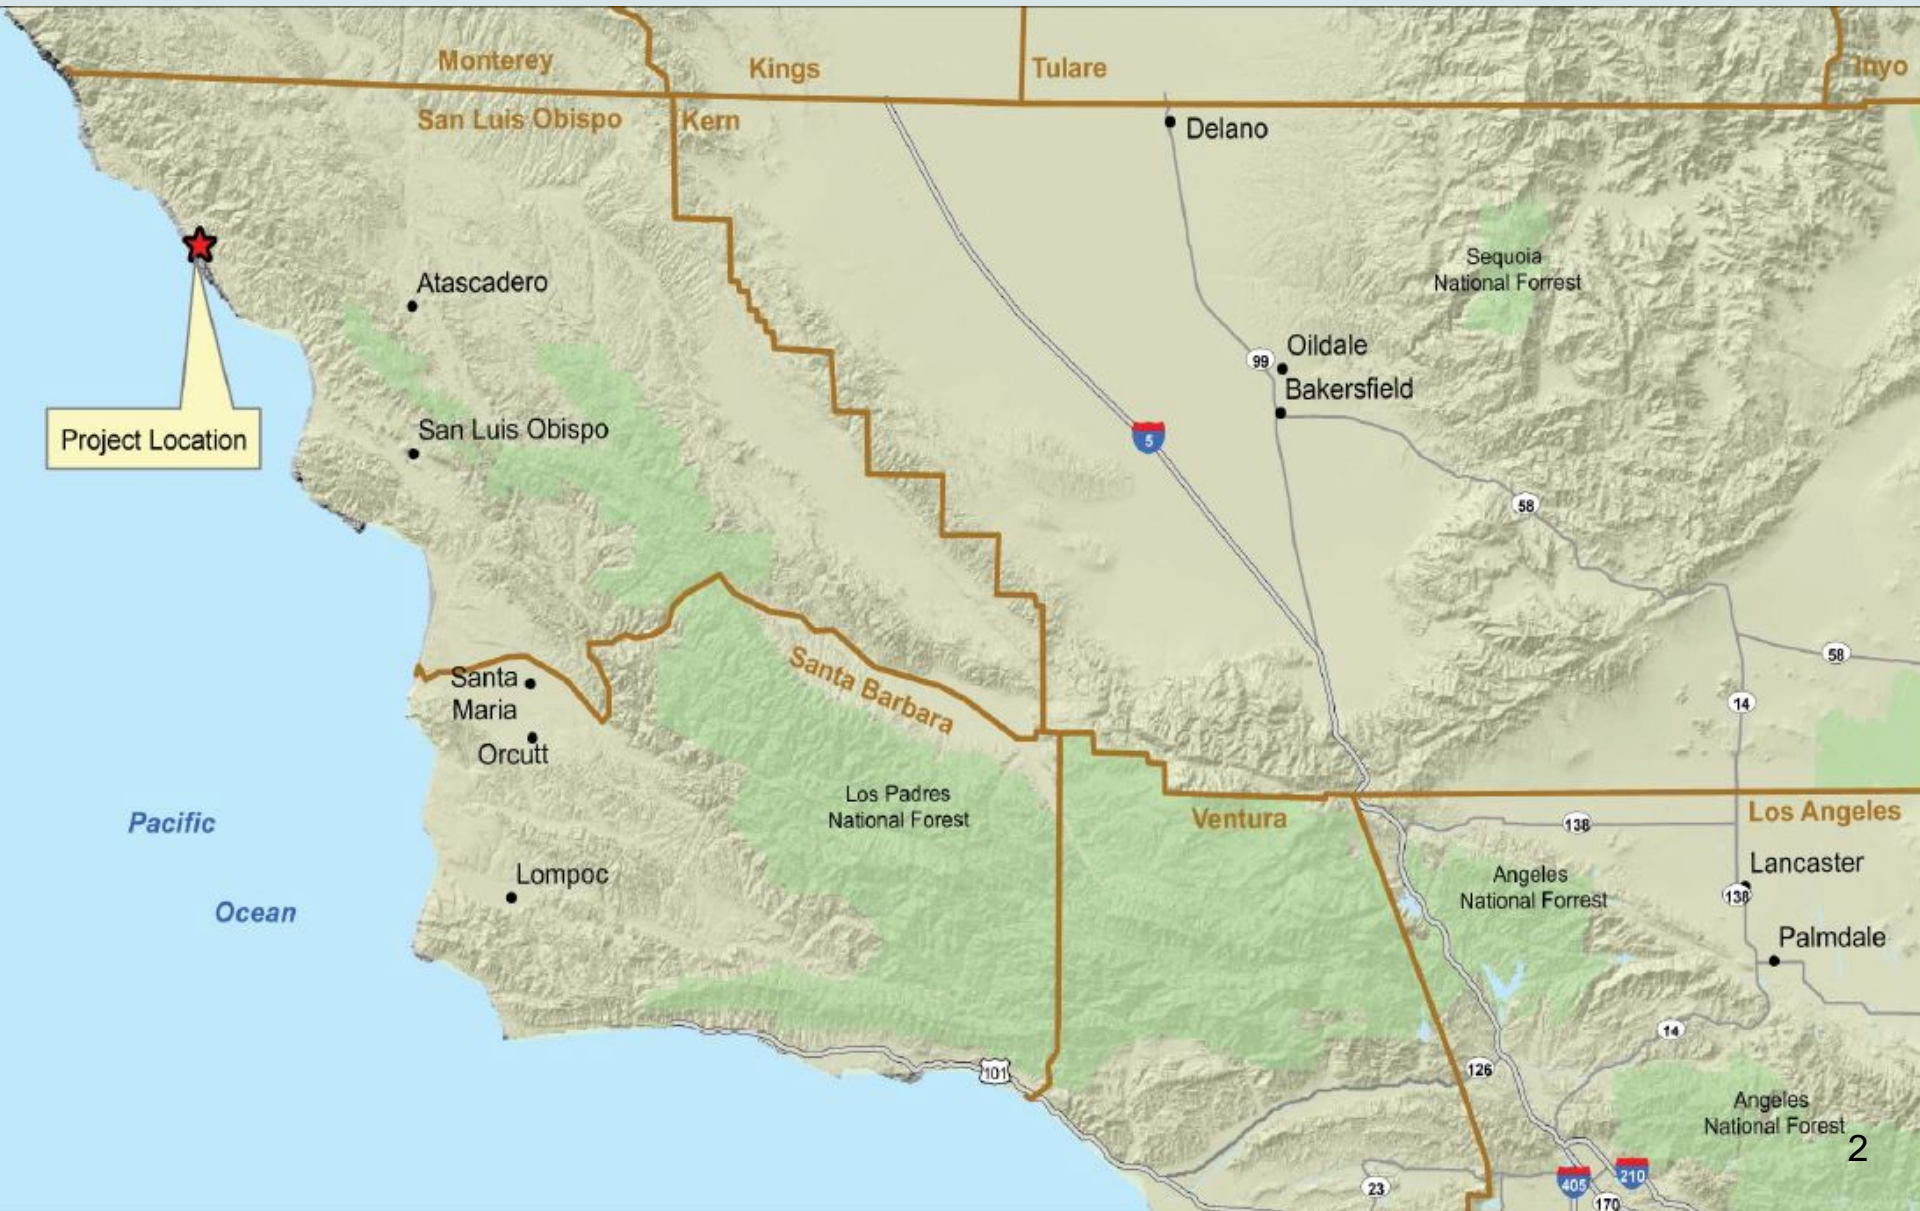 Monterey
Kings
Tulare
Inyo
San Luis Obispo
Kern
Delano
Sequoia
National Forrest
Atascadero
Oildale
99
Bakersfield
Project Location
San Luis Obispo
5
58
58
Santa
Maria
Santa Barbara
14
Orcutt
Los Padres
National Forest
Ventura
138
Los Angeles
Pacific
Ocean
Lompoc
Angeles
National Forrest
Lancaster
138
Palmdale
14
101
126
Angeles
National Forest
2
23
405
210
170